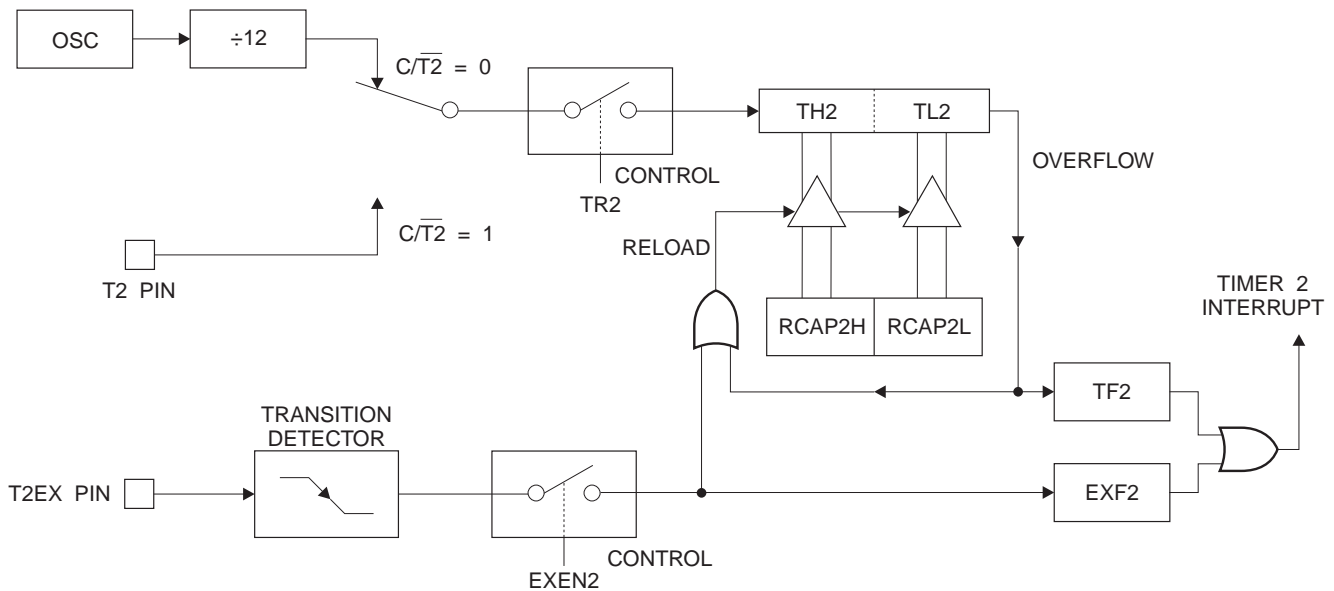 OSC
÷12
C/T2̅ = 0
TH2
TL2
OVERFLOW
CONTROL
TR2
C/T2̅ = 1
RELOAD
T2 PIN
TIMER 2
INTERRUPT
RCAP2H
RCAP2L
TF2
TRANSITION
DETECTOR
T2EX PIN
EXF2
CONTROL
EXEN2